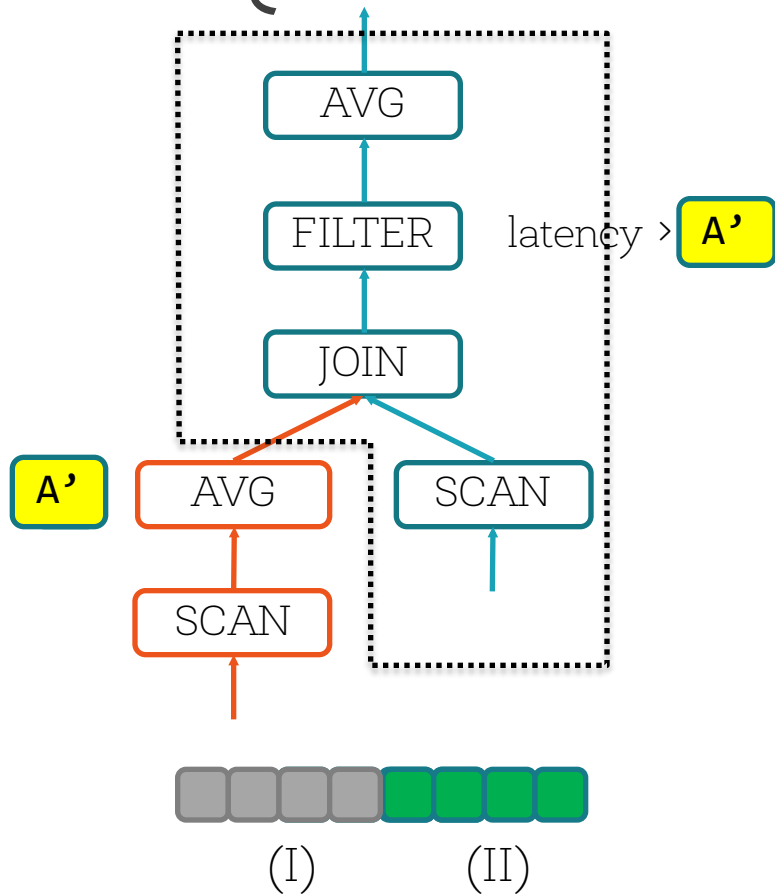 AVG
FILTER
latency > A’
JOIN
A’
AVG
SCAN
SCAN
(I)
(II)